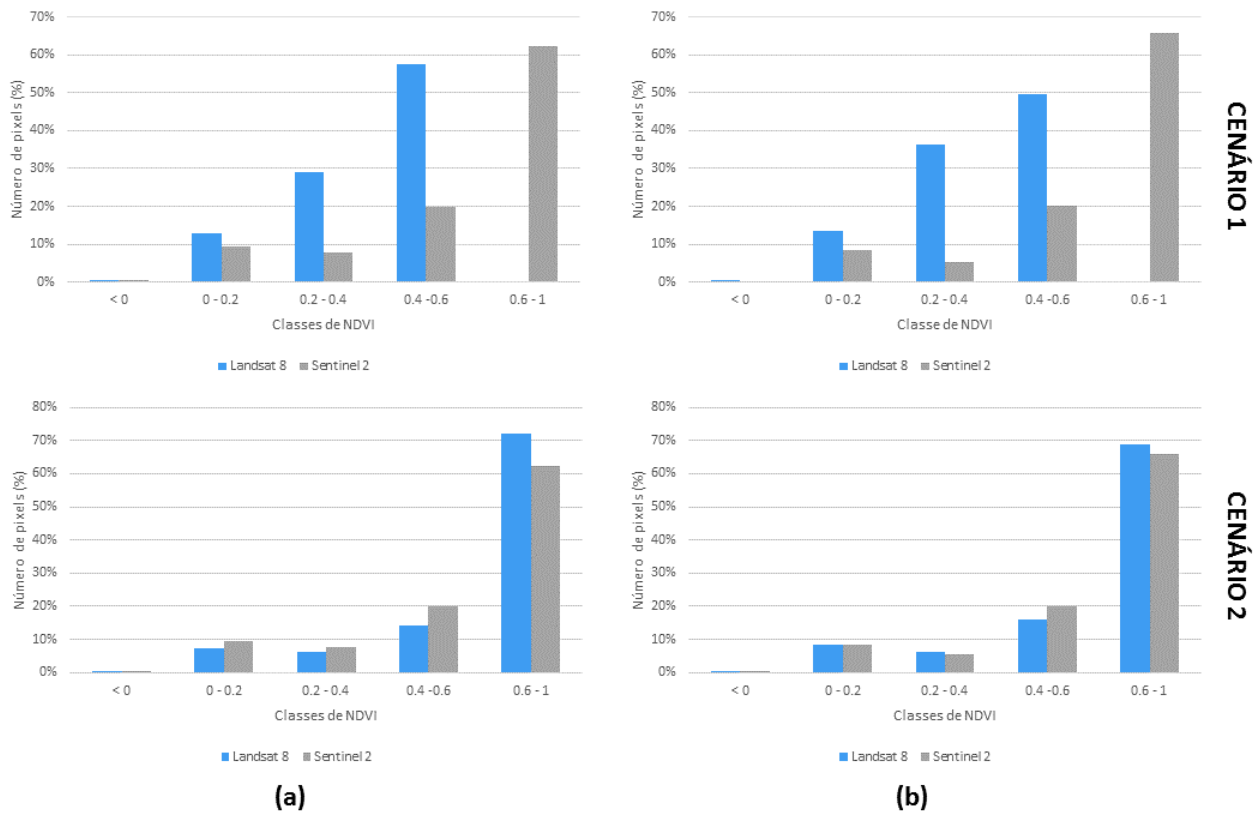 70%
60%
50%
40%
30%
20%
10%
0%
Número de pixels (%)
< 0
0 - 0.2
0.2 - 0.4
0.4 -0.6
0.6 - 1
Classes de NDVI
Landsat 8
Sentinel 2
70%
60%
50%
40%
30%
20%
10%
0%
Número de pixels (%)
< 0
0 - 0.2
0.2 - 0.4
0.4 -0.6
0.6 - 1
Classes de NDVI
Landsat 8
Sentinel 2
CENÁRIO 1
80%
70%
60%
50%
40%
30%
20%
10%
0%
Número de pixels (%)
< 0
0 - 0.2
0.2 - 0.4
0.4 -0.6
0.6 - 1
Classes de NDVI
Landsat 8
Sentinel 2
80%
70%
60%
50%
40%
30%
20%
10%
0%
Número de pixels (%)
< 0
0 - 0.2
0.2 - 0.4
0.4 -0.6
0.6 - 1
Classes de NDVI
Landsat 8
Sentinel 2
CENÁRIO 2
(a)
(b)